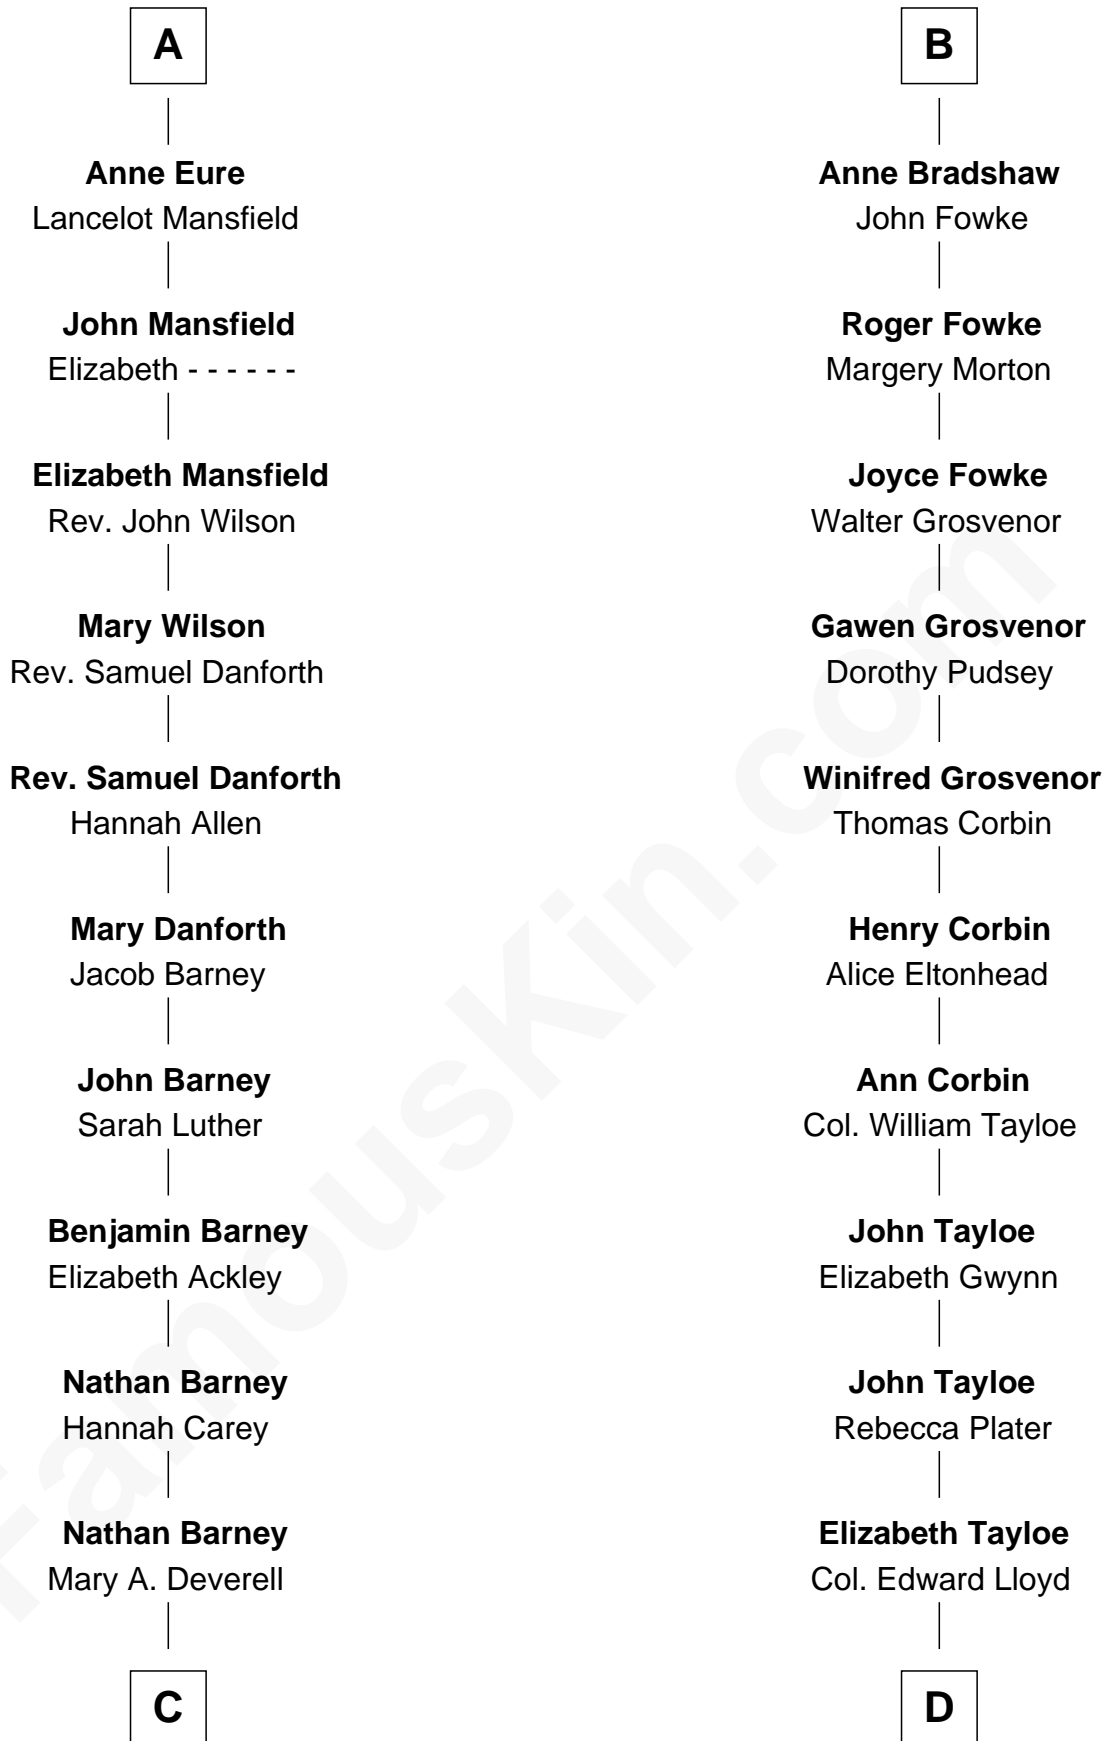 A
Anne Eure
Lancelot Mansfield
John Mansfield
Elizabeth - - - - - -
Elizabeth Mansfield
Rev. John Wilson
Mary Wilson
Rev. Samuel Danforth
Rev. Samuel Danforth
Hannah Allen
Mary Danforth
Jacob Barney
John Barney
Sarah Luther
Benjamin Barney
Elizabeth Ackley
Nathan Barney
Hannah Carey
Nathan Barney
Mary A. Deverell
C
B
Anne Bradshaw
John Fowke
Roger Fowke
Margery Morton
Joyce Fowke
Walter Grosvenor
Gawen Grosvenor
Dorothy Pudsey
Winifred Grosvenor
Thomas Corbin
Henry Corbin
Alice Eltonhead
Ann Corbin
Col. William Tayloe
John Tayloe
Elizabeth Gwynn
John Tayloe
Rebecca Plater
Elizabeth Tayloe
Col. Edward Lloyd
D
FamousKin.com